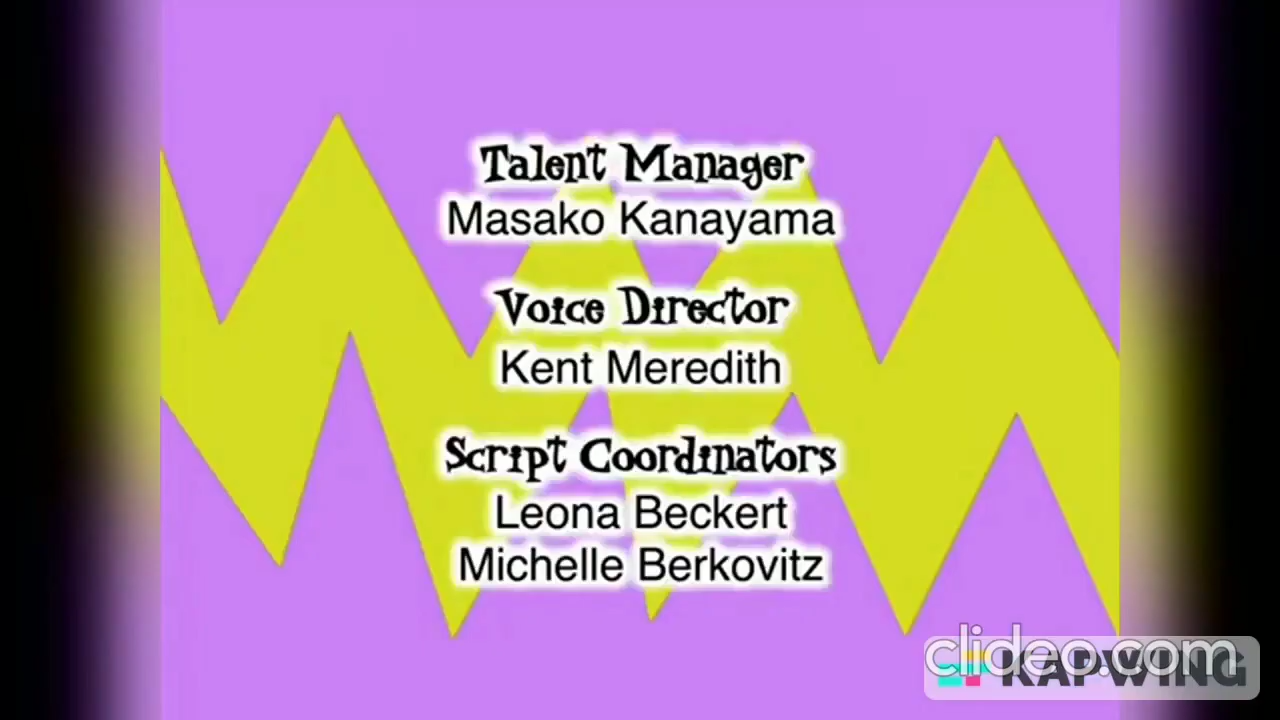 Talent Manager
Masako Kanayama
Voice Director
Kent Meredith
Script Coordinators
Leona Beckert
Michelle Berkovitz
clideo.com
KAPWING